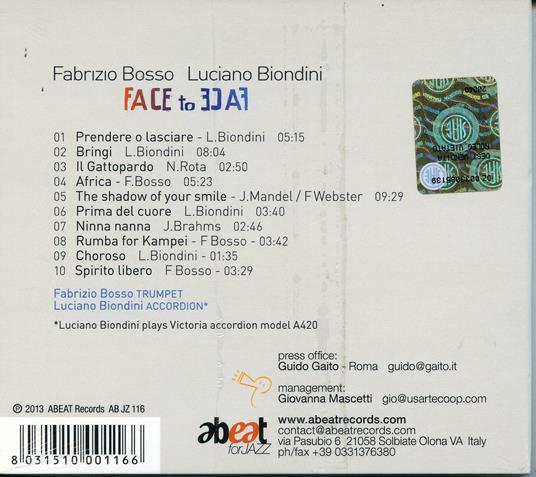 Fabrizio Bosso Luciano Biondini
FACE to FACE
01 Prendere o lasciare - L.Biondini 05:15
02 Bringi L.Biondini 08:04
03 Il Gattopardo N.Rota 02:50
04 Africa - F.Bosso 05:23
05 The shadow of your smile - J.Mandel / F Webster 09:29
06 Prima del cuore L.Biondini 03:40
07 Ninna nanna J.Brahms 02:46
08 Rumba for Kampei - F Bosso - 03:42
09 Choroso L.Biondini - 01:35
10 Spirito libero F Bosso - 03:29
Fabrizio Bosso TRUMPET
Luciano Biondini ACCORDION*
*Luciano Biondini plays Victoria accordion model A420
press office:
Guido Gaito - Roma guido@gaito.it
management:
Giovanna Mascetti gio@usartecoop.com
℗ 2013 ABEAT Records AB JZ 116
8 031510 001166
abeat
forJAZZ
www.abeatrecords.com
contact@abeatrecords.com
via Pasubio 6 21058 Solbiate Olona VA Italy
ph/fax +39 0331376380
SIAE